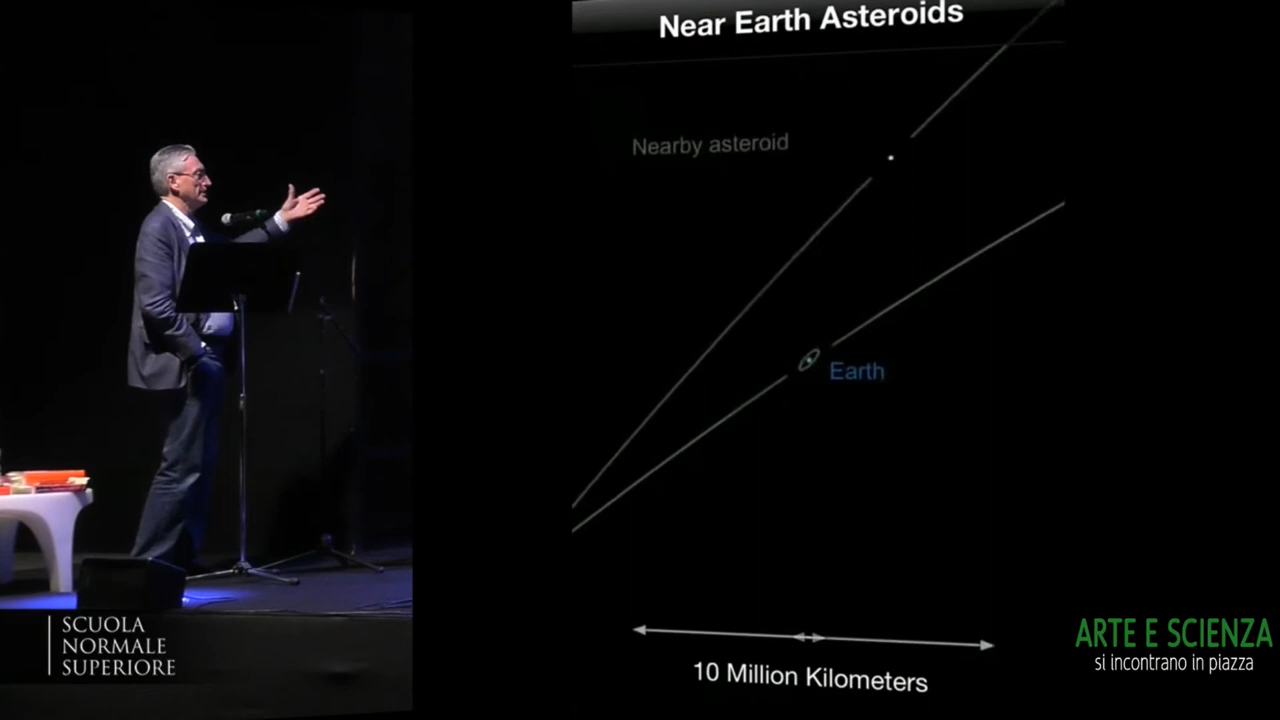 Near Earth Asteroids
Nearby asteroid
Earth
10 Million Kilometers
SCUOLA
NORMALE
SUPERIORE
ARTE E SCIENZA
si incontrano in piazza